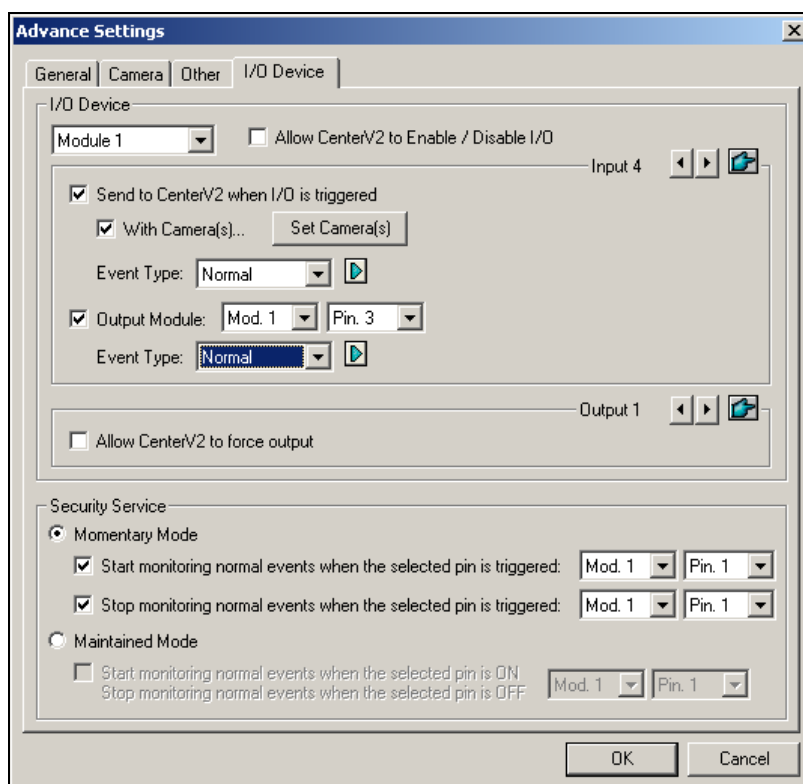 Advance Settings
General Camera Other I/O Device
I/O Device
Module 1 Allow CenterV2 to Enable / Disable I/O
Input 4
Send to CenterV2 when I/O is triggered
With Camera(s)... Set Camera(s)
Event Type: Normal
Output Module: Mod. 1 Pin. 3
Event Type: Normal
Output 1
Allow CenterV2 to force output
Security Service
Momentary Mode
Start monitoring normal events when the selected pin is triggered: Mod. 1 Pin. 1
Stop monitoring normal events when the selected pin is triggered: Mod. 1 Pin. 1
Maintained Mode
Start monitoring normal events when the selected pin is ON
Stop monitoring normal events when the selected pin is OFF Mod. 1 Pin. 1
OK Cancel